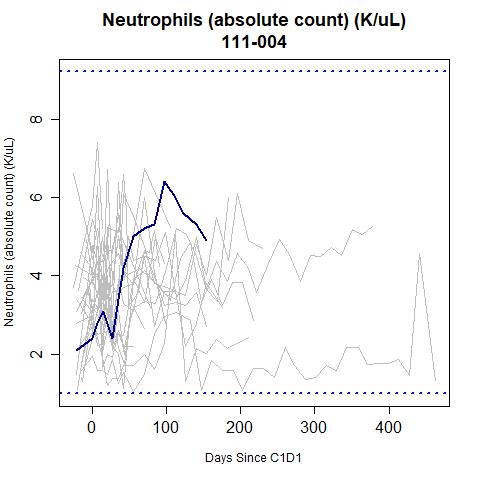 Neutrophils (absolute count) (K/uL)
111-004
Neutrophils (absolute count) (K/uL)
8
6
4
2
0 100 200 300 400
Days Since C1D1